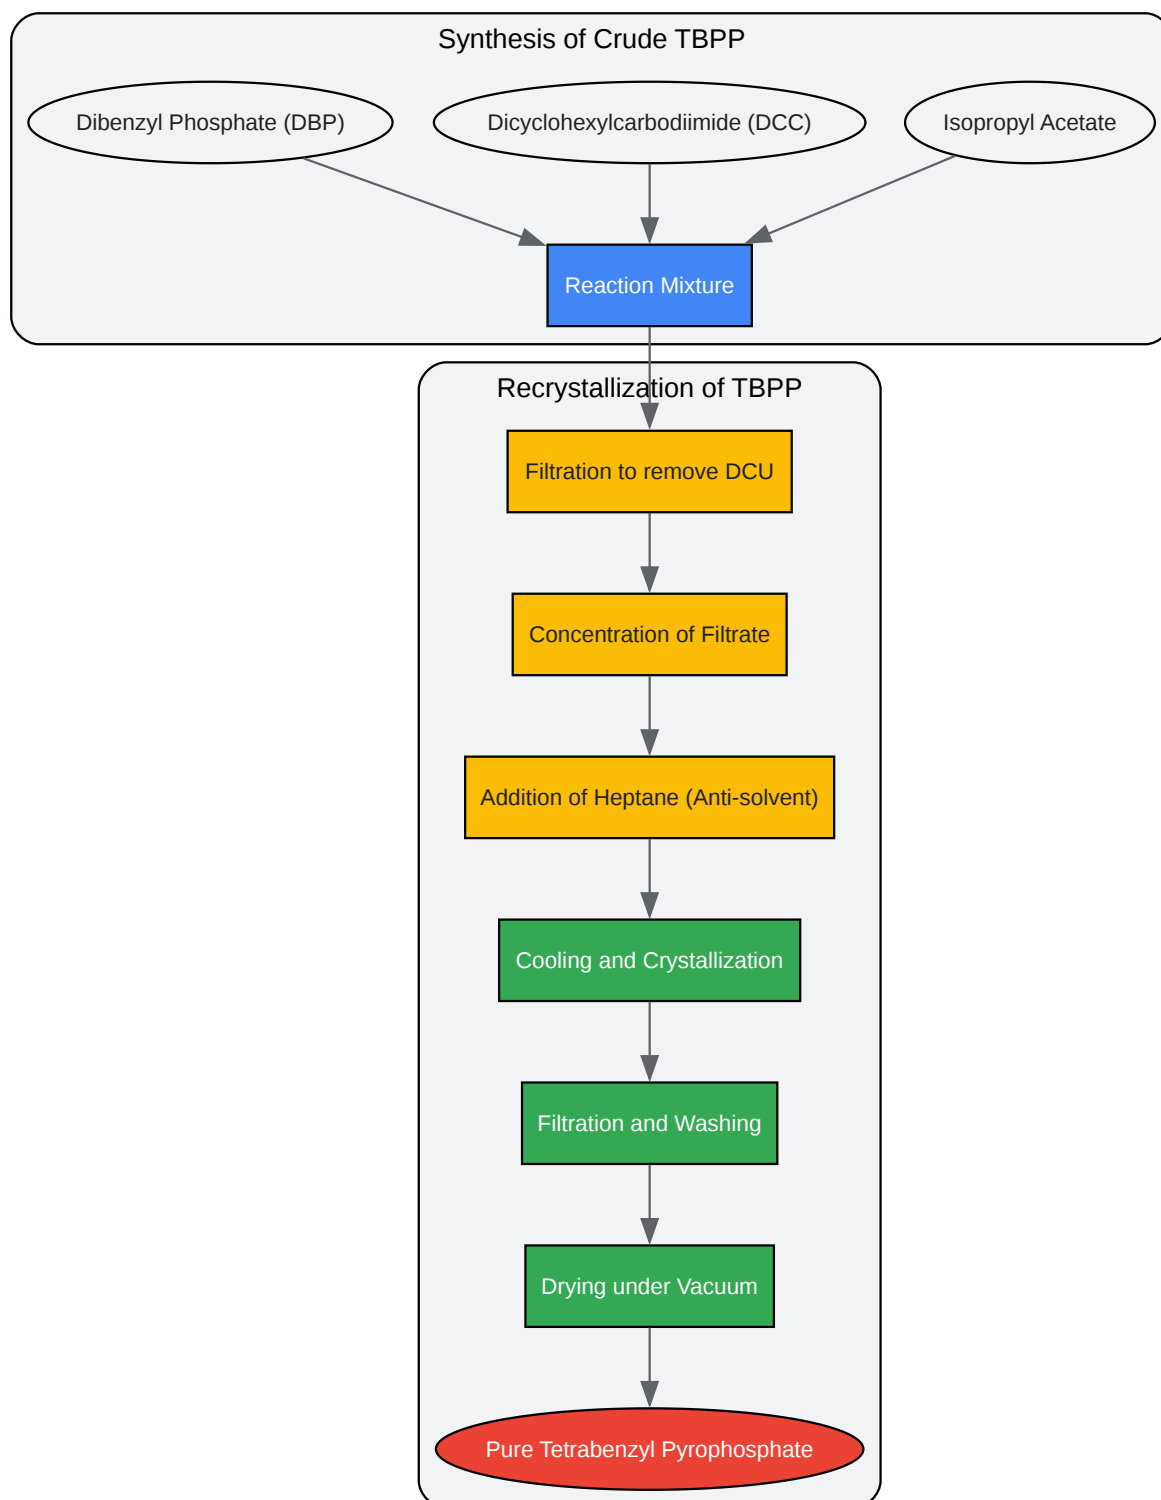 Synthesis of Crude TBPP
Dibenzyl Phosphate (DBP)
Dicyclohexylcarbodiimide (DCC)
Isopropyl Acetate
Reaction Mixture
Recrystallization of TBPP
Filtration to remove DCU
Concentration of Filtrate
Addition of Heptane (Anti-solvent)
Cooling and Crystallization
Filtration and Washing
Drying under Vacuum
Pure Tetrabenzyl Pyrophosphate